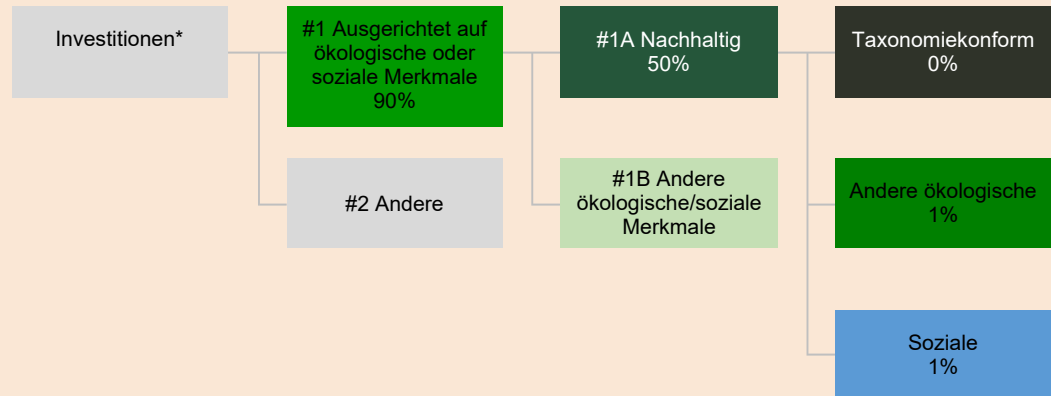 Investitionen*
#1 Ausgerichtet auf
ökologische oder
soziale Merkmale
90%
#1A Nachhaltig
50%
Taxonomiekonform
0%
#2 Andere
#1B Andere
ökologische/soziale
Merkmale
Andere ökologische
1%
Soziale
1%